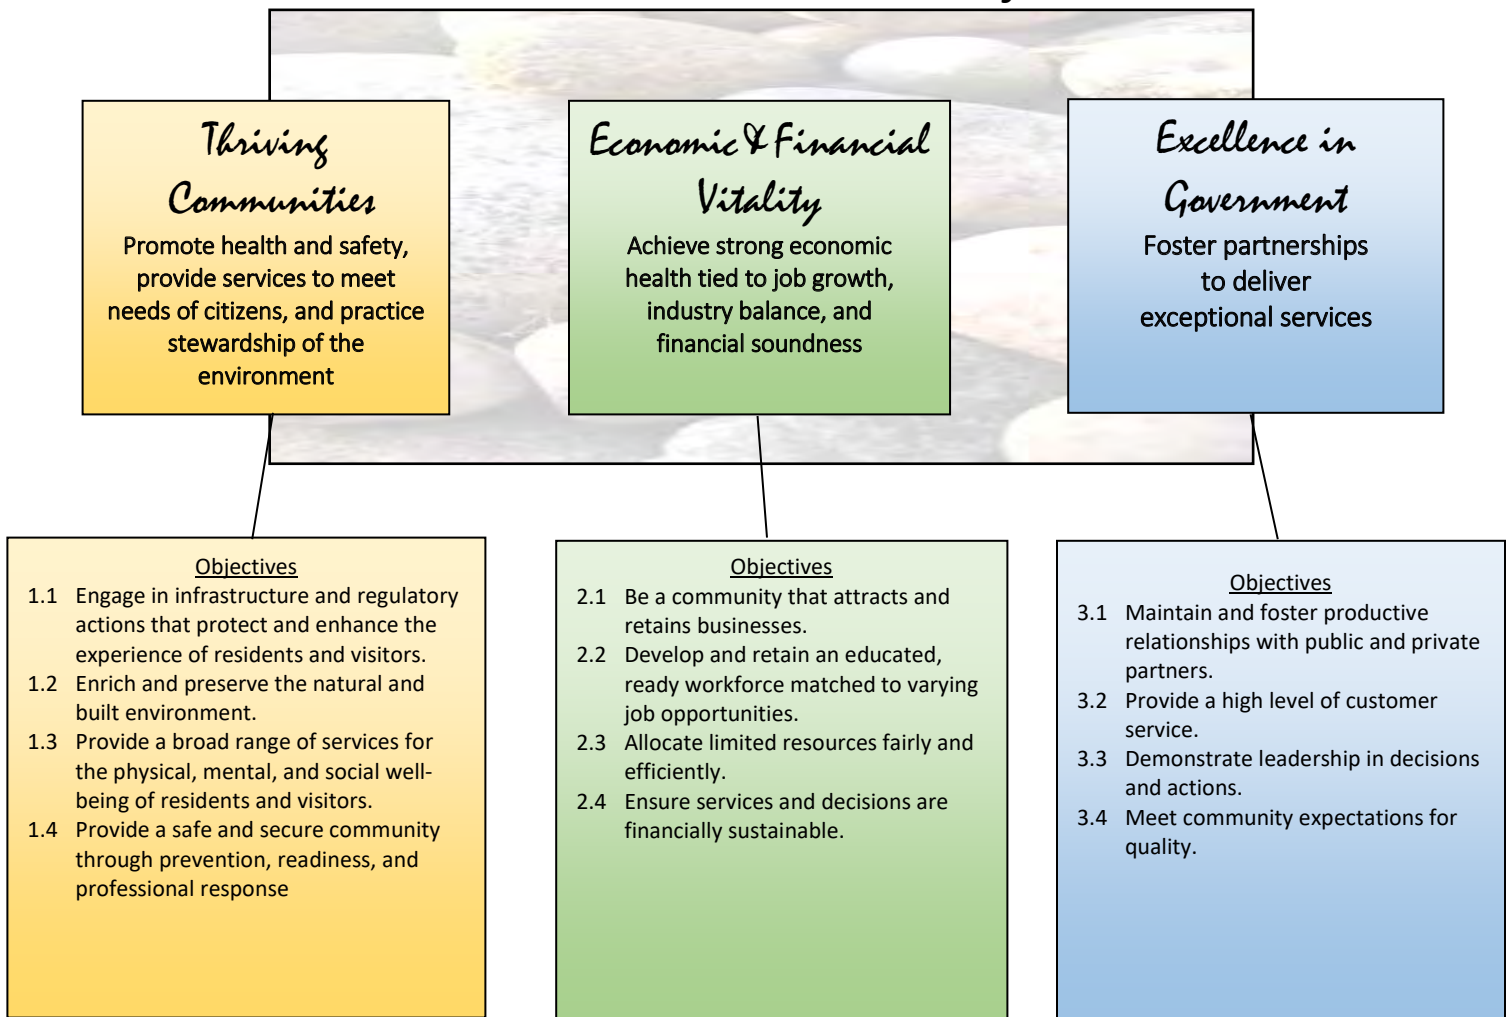 Thriving
Communities
Promote health and safety,
provide services to meet
needs of citizens, and practice
stewardship of the
environment
Economic & Financial
Vitality
Achieve strong economic
health tied to job growth,
industry balance, and
financial soundness
Excellence in
Government
Foster partnerships
to deliver
exceptional services
Objectives
1.1 Engage in infrastructure and regulatory
actions that protect and enhance the
experience of residents and visitors.
1.2 Enrich and preserve the natural and
built environment.
1.3 Provide a broad range of services for
the physical, mental, and social well-
being of residents and visitors.
1.4 Provide a safe and secure community
through prevention, readiness, and
professional response
Objectives
2.1 Be a community that attracts and
retains businesses.
2.2 Develop and retain an educated,
ready workforce matched to varying
job opportunities.
2.3 Allocate limited resources fairly and
efficiently.
2.4 Ensure services and decisions are
financially sustainable.
Objectives
3.1 Maintain and foster productive
relationships with public and private
partners.
3.2 Provide a high level of customer
service.
3.3 Demonstrate leadership in decisions
and actions.
3.4 Meet community expectations for
quality.